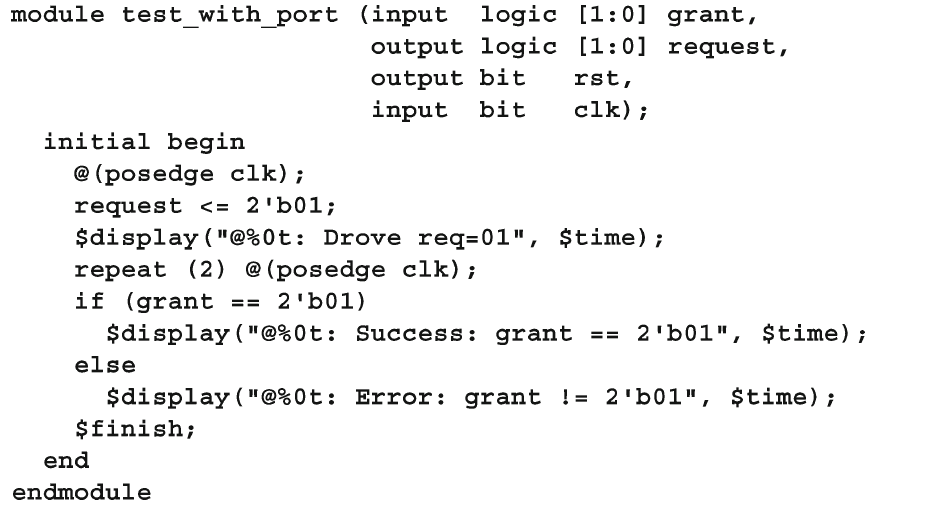 module test_with_port (input  logic [1:0] grant,
                       output logic [1:0] request,
                       output bit   rst,
                       input  bit   clk);
  initial begin
    @(posedge clk);
    request <= 2'b01;
    $display("@%0t: Drove req=01", $time);
    repeat (2) @(posedge clk);
    if (grant == 2'b01)
      $display("@%0t: Success: grant == 2'b01", $time);
    else
      $display("@%0t: Error: grant != 2'b01", $time);
    $finish;
  end
endmodule